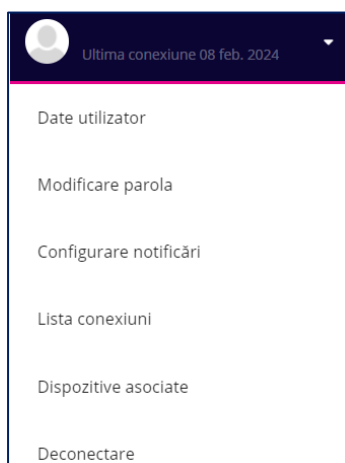 Ultima conexiune 08 feb. 2024
Date utilizator
Modificare parola
Configurare notificări
Lista conexiuni
Dispozitive asociate
Deconectare